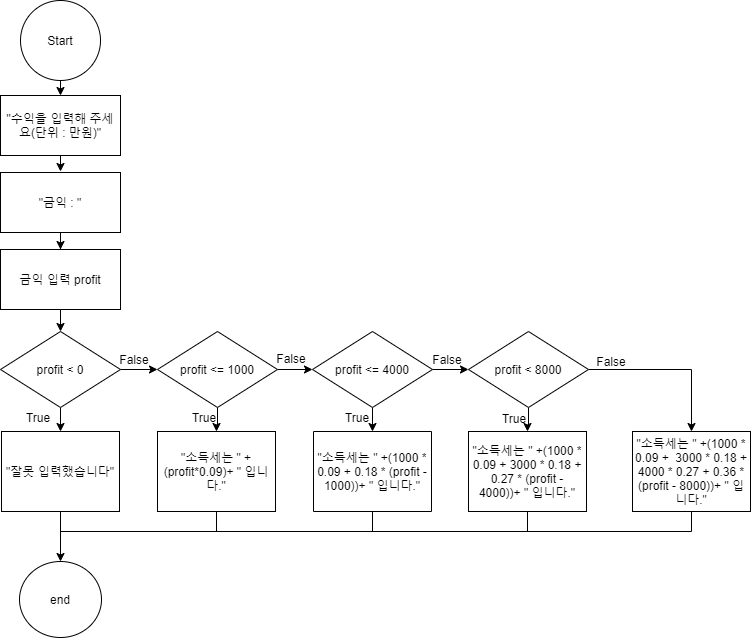 Start
"수익을 입력해 주세
요(단위 : 만원)"
"금익 : "
금익 입력 profit
profit < 0
False
profit <= 1000
False
profit <= 4000
False
profit < 8000
False
True
True
True
True
"잘못 입력했습니다"
"소득세는 " +
(profit*0.09)+ " 입니
다."
"소득세는 " +(1000 *
0.09 + 0.18 * (profit -
1000))+ " 입니다."
"소득세는 " +(1000 *
0.09 + 3000 * 0.18 +
0.27 * (profit -
4000))+ " 입니다."
"소득세는 " +(1000 *
0.09 +  3000 * 0.18 +
4000 * 0.27 + 0.36 *
(profit - 8000))+ " 입
니다."
end